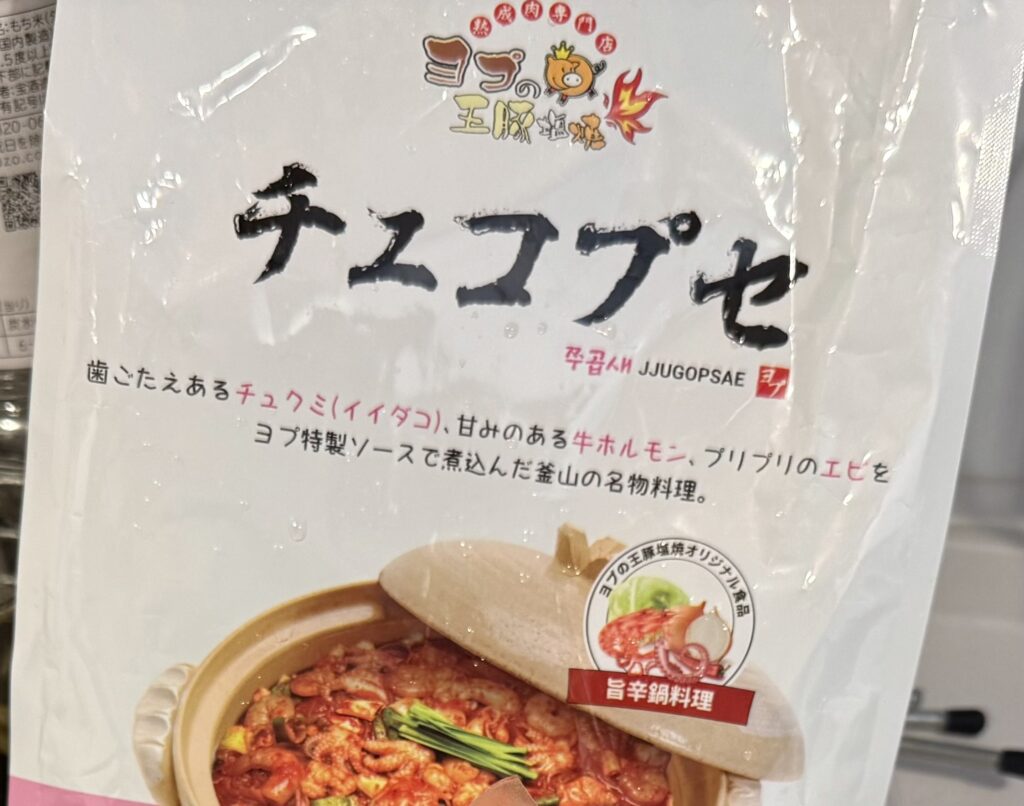 熟成肉専門店
ヨプの
王豚塩焼
チュコプセ
쭈곱새 JJUGOPSAE ヨプ
歯ごたえあるチュクミ(イイダコ)、甘みのある牛ホルモン、プリプリのエビを
ヨプ特製ソースで煮込んだ釜山の名物料理。
ヨプの王豚塩焼オリジナル食品
旨辛鍋料理